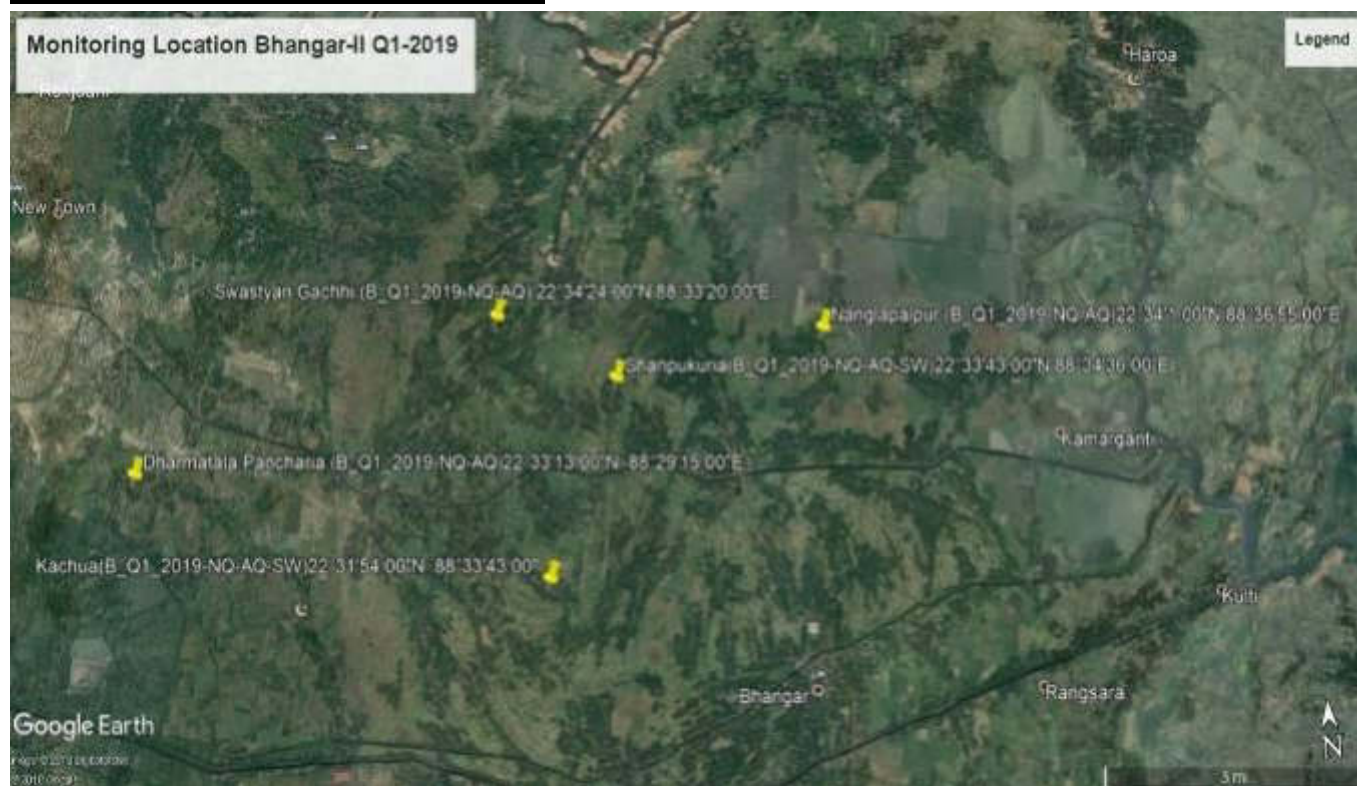 Monitoring Location Bhangar-II Q1-2019
Legend
Haroa
New Town
Swastyan Gachhi (B_Q1_2019-NQ-AQ) 22°34'24.00"N 88°33'20.00"E
Nanglapalpur (B_Q1_2019-NQ-AQ)22°34'1.00"N 88°36'55.00"E
Shanpukuria(B_Q1_2019-NQ-AQ-SW)22°33'43.00"N 88°34'36.00"E
Kamarganti
Dharmatala Pancharia (B_Q1_2019-NQ-AQ)22°33'13.00"N 88°29'15.00"E
Kachua(B_Q1_2019-NQ-AQ-SW)22°31'54.00"N 88°33'43.00"
Kulti
Bhangar
Rangsara
Google Earth
N
3 mi